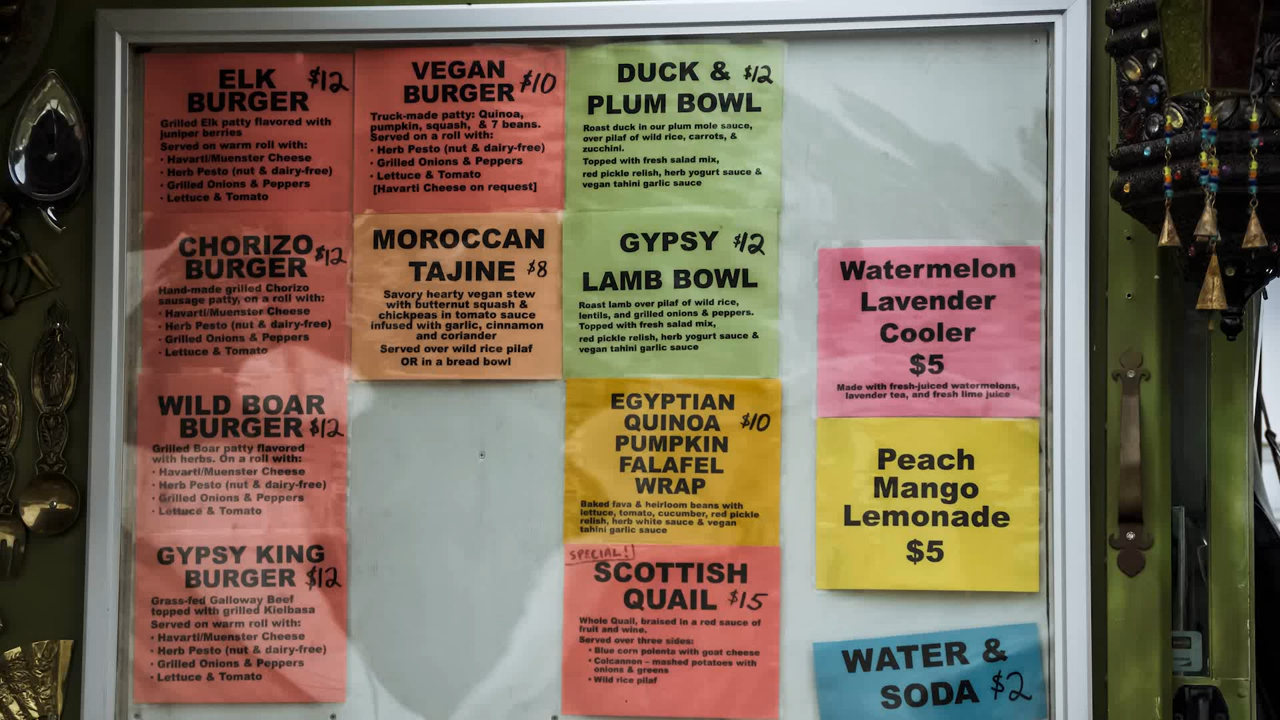 ELK $12
BURGER
Grilled Elk patty flavored with
juniper berries
Served on warm roll with:
· Havarti/Muenster Cheese
· Herb Pesto (nut & dairy-free)
· Grilled Onions & Peppers
· Lettuce & Tomato
CHORIZO
BURGER $12
Hand-made grilled Chorizo
sausage patty, on a roll with:
· Havarti/Muenster Cheese
· Herb Pesto (nut & dairy-free)
· Grilled Onions & Peppers
· Lettuce & Tomato
WILD BOAR
BURGER $12
Grilled Boar patty flavored
with herbs. On a roll with:
· Havarti/Muenster Cheese
· Herb Pesto (nut & dairy-free)
· Grilled Onions & Peppers
· Lettuce & Tomato
GYPSY KING
BURGER $12
Grass-fed Galloway Beef
topped with grilled Kielbasa
Served on warm roll with:
· Havarti/Muenster Cheese
· Herb Pesto (nut & dairy-free)
· Grilled Onions & Peppers
· Lettuce & Tomato
VEGAN
BURGER $10
Truck-made patty: Quinoa,
pumpkin, squash, & 7 beans.
Served on a roll with:
· Herb Pesto (nut & dairy-free)
· Grilled Onions & Peppers
· Lettuce & Tomato
[Havarti Cheese on request]
MOROCCAN
TAJINE $8
Savory hearty vegan stew
with butternut squash &
chickpeas in tomato sauce
infused with garlic, cinnamon
and coriander
Served over wild rice pilaf
OR in a bread bowl
DUCK & $12
PLUM BOWL
Roast duck in our plum mole sauce,
over pilaf of wild rice, carrots, &
zucchini.
Topped with fresh salad mix,
red pickle relish, herb yogurt sauce &
vegan tahini garlic sauce
GYPSY $12
LAMB BOWL
Roast lamb over pilaf of wild rice,
lentils, and grilled onions & peppers.
Topped with fresh salad mix,
red pickle relish, herb yogurt sauce &
vegan tahini garlic sauce
EGYPTIAN
QUINOA $10
PUMPKIN
FALAFEL
WRAP
Baked fava & heirloom beans with
lettuce, tomato, cucumber, red pickle
relish, herb white sauce & vegan
tahini garlic sauce
SPECIAL!
SCOTTISH
QUAIL $15
Whole Quail, braised in a red sauce of
fruit and wine.
Served over three sides:
· Blue corn polenta with goat cheese
· Colcannon – mashed potatoes with
onions & greens
· Wild rice pilaf
Watermelon
Lavender
Cooler
$5
Made with fresh-juiced watermelons,
lavender tea, and fresh lime juice
Peach
Mango
Lemonade
$5
WATER &
SODA $2